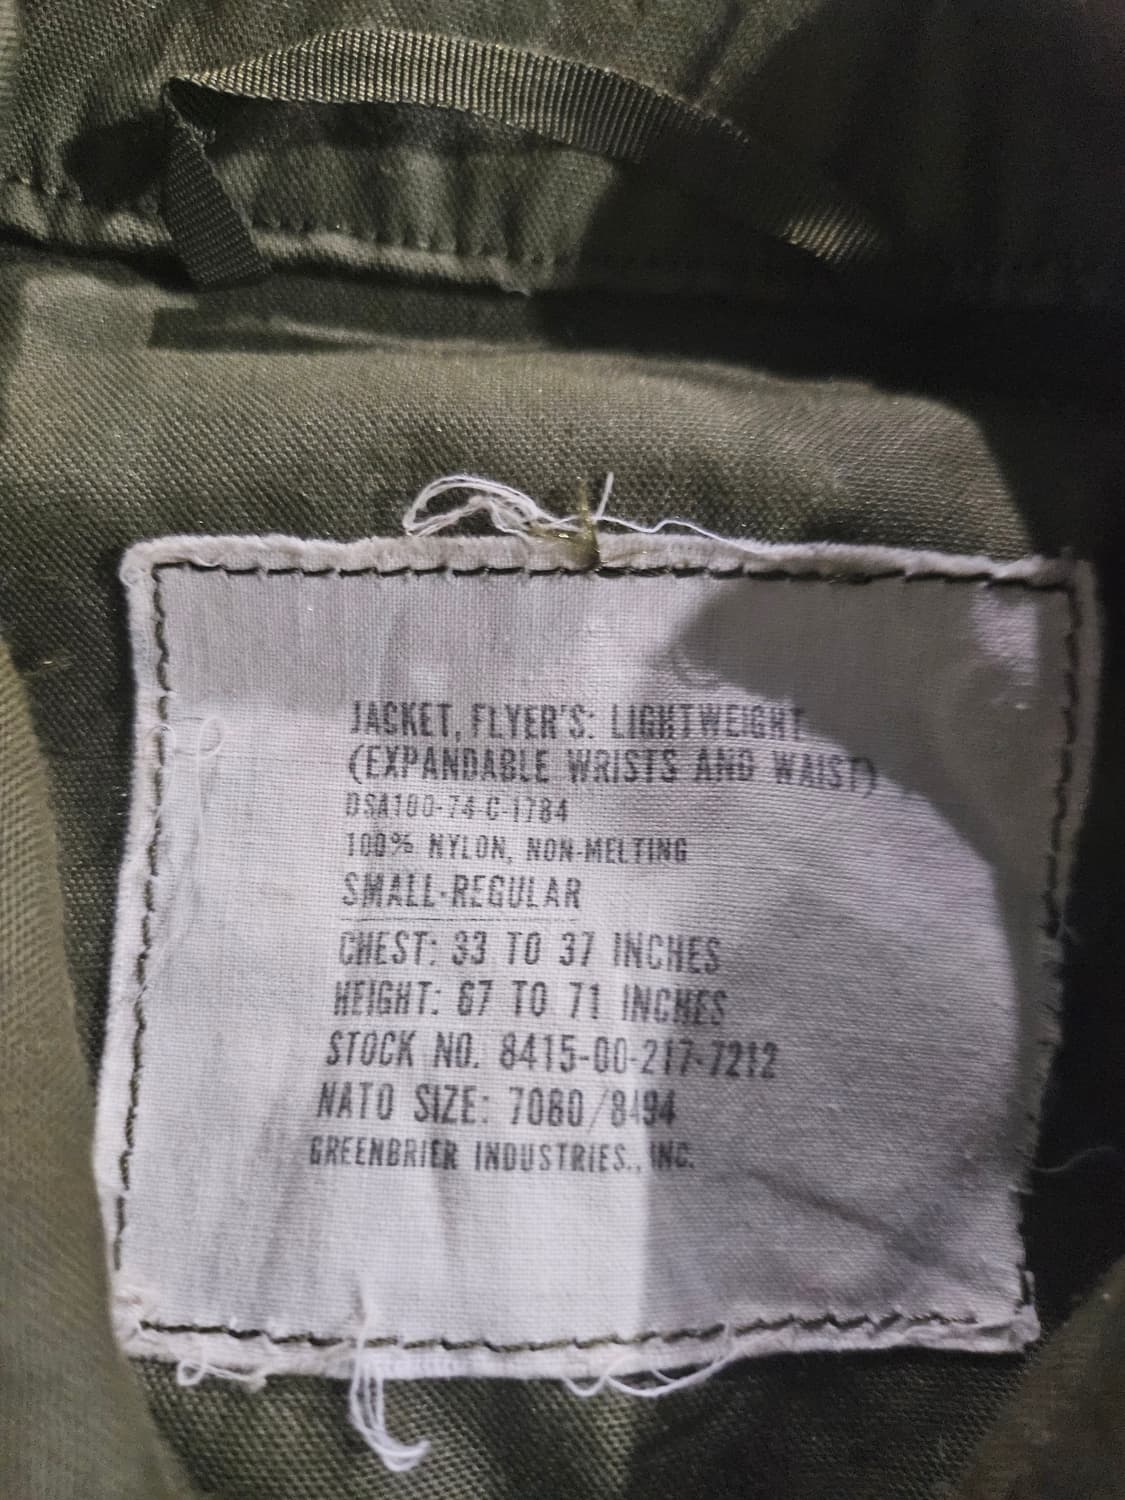 JACKET, FLYER'S: LIGHTWEIGHT
(EXPANDABLE WRISTS AND WAIST)
DSA100-74-C-1784
100% NYLON, NON-MELTING
SMALL-REGULAR
CHEST: 33 TO 37 INCHES
HEIGHT: 67 TO 71 INCHES
STOCK NO. 8415-00-217-7212
NATO SIZE: 7080/8494
GREENBRIER INDUSTRIES., INC.